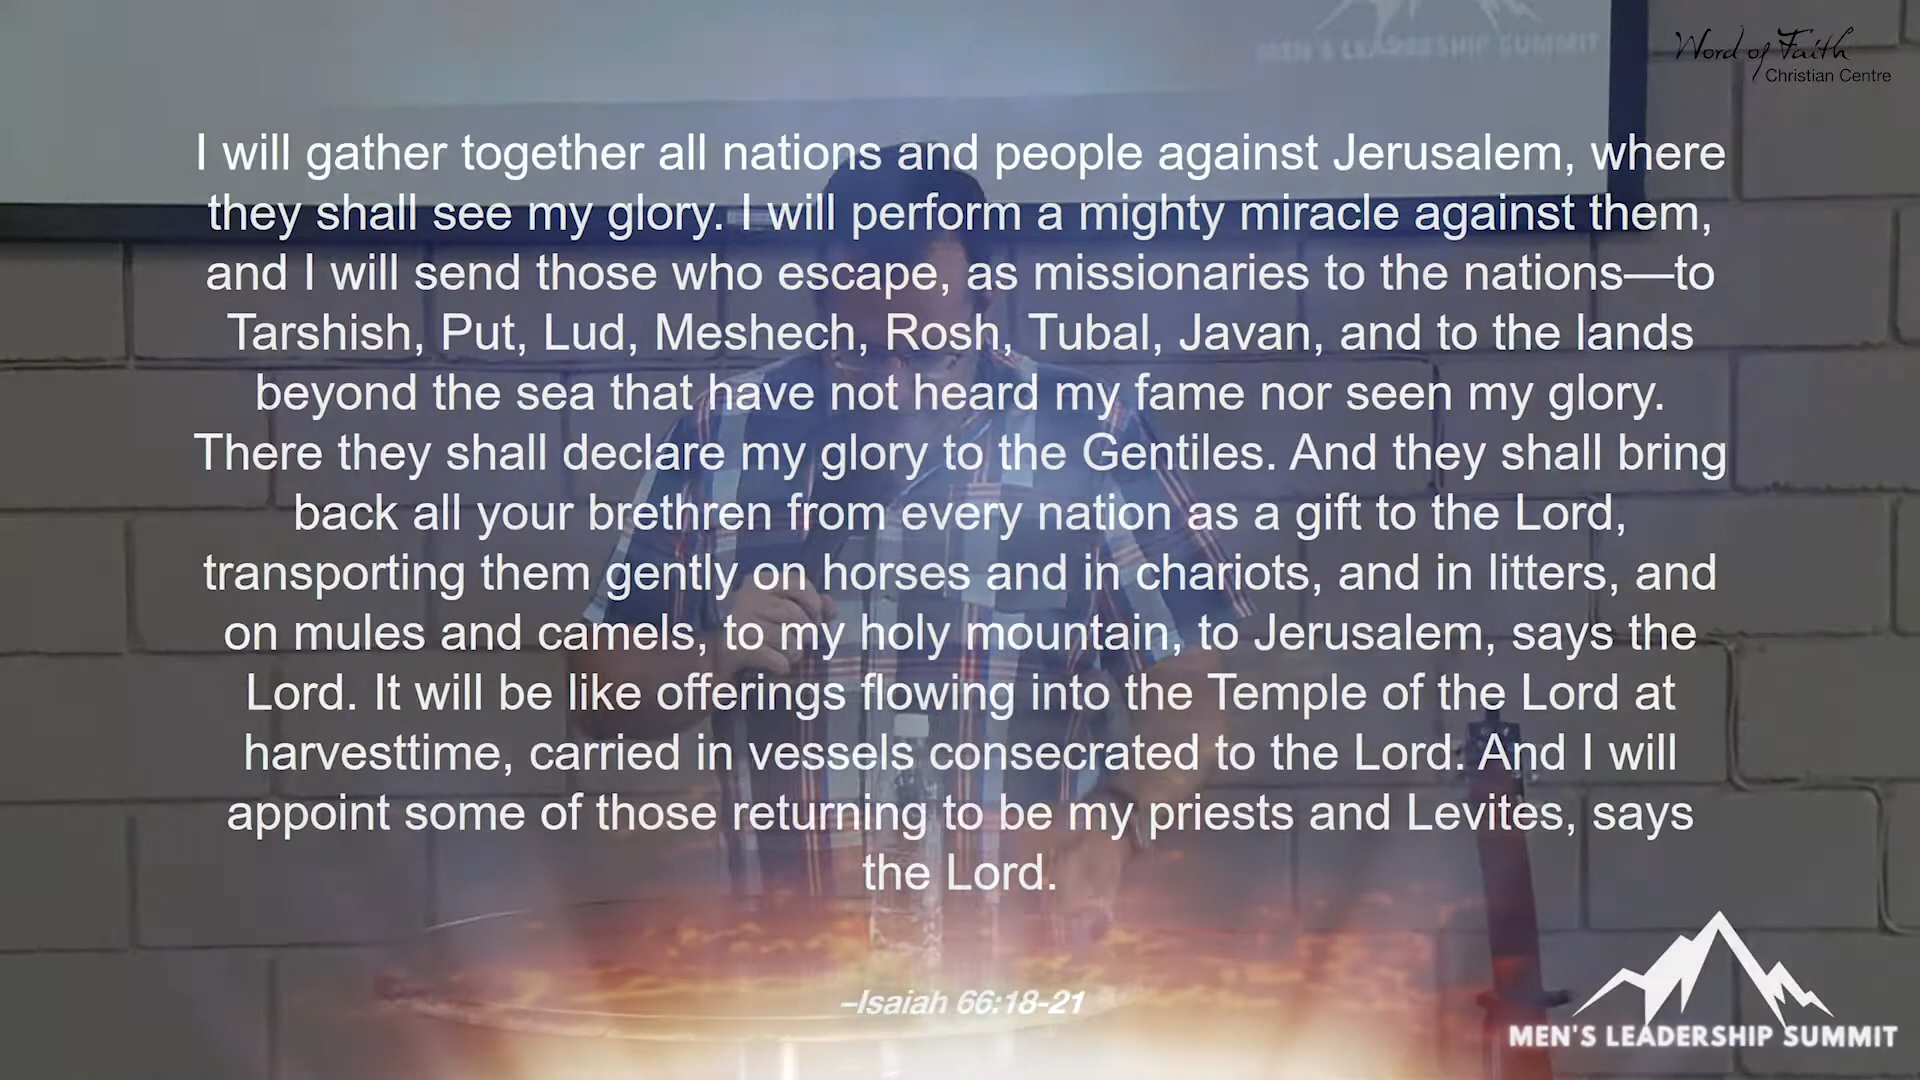 MEN'S LEADERSHIP SUMMIT
Word of Faith
Christian Centre
I will gather together all nations and people against Jerusalem, where
they shall see my glory. I will perform a mighty miracle against them,
and I will send those who escape, as missionaries to the nations—to
Tarshish, Put, Lud, Meshech, Rosh, Tubal, Javan, and to the lands
beyond the sea that have not heard my fame nor seen my glory.
There they shall declare my glory to the Gentiles. And they shall bring
back all your brethren from every nation as a gift to the Lord,
transporting them gently on horses and in chariots, and in litters, and
on mules and camels, to my holy mountain, to Jerusalem, says the
Lord. It will be like offerings flowing into the Temple of the Lord at
harvesttime, carried in vessels consecrated to the Lord. And I will
appoint some of those returning to be my priests and Levites, says
the Lord.
–Isaiah 66:18-21
MEN'S LEADERSHIP SUMMIT